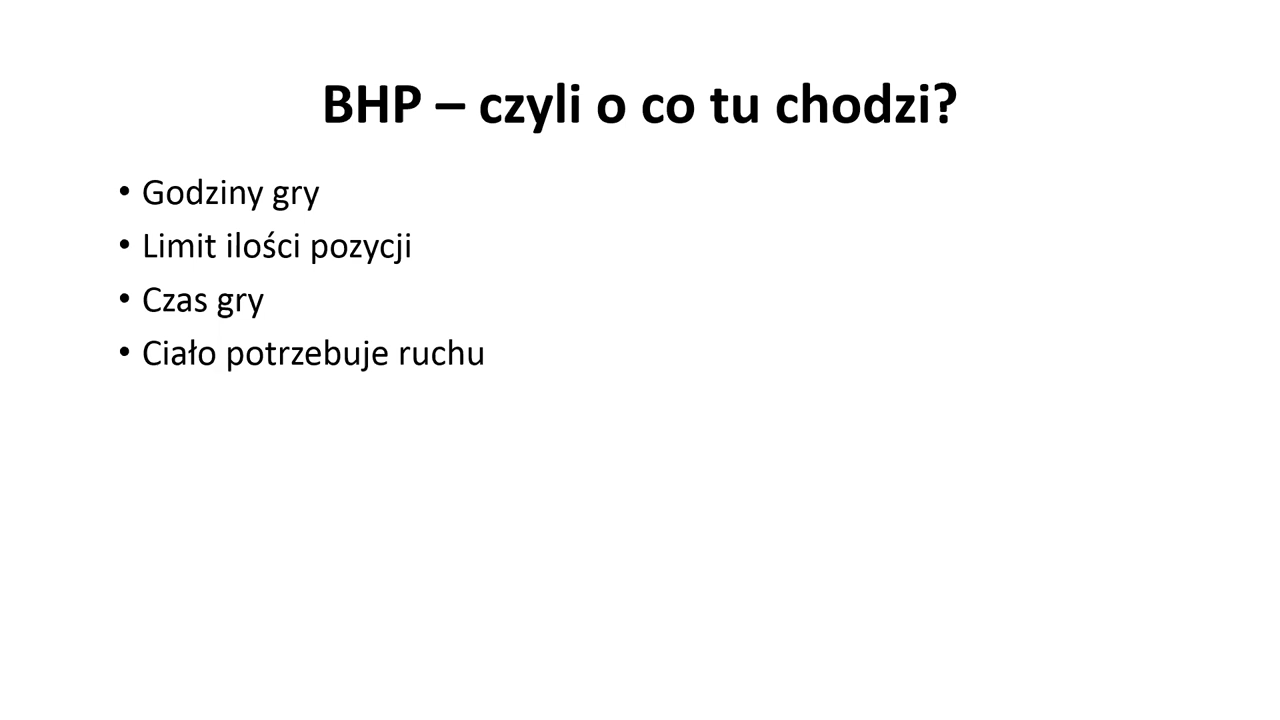 BHP – czyli o co tu chodzi?
• Godziny gry
• Limit ilości pozycji
• Czas gry
• Ciało potrzebuje ruchu